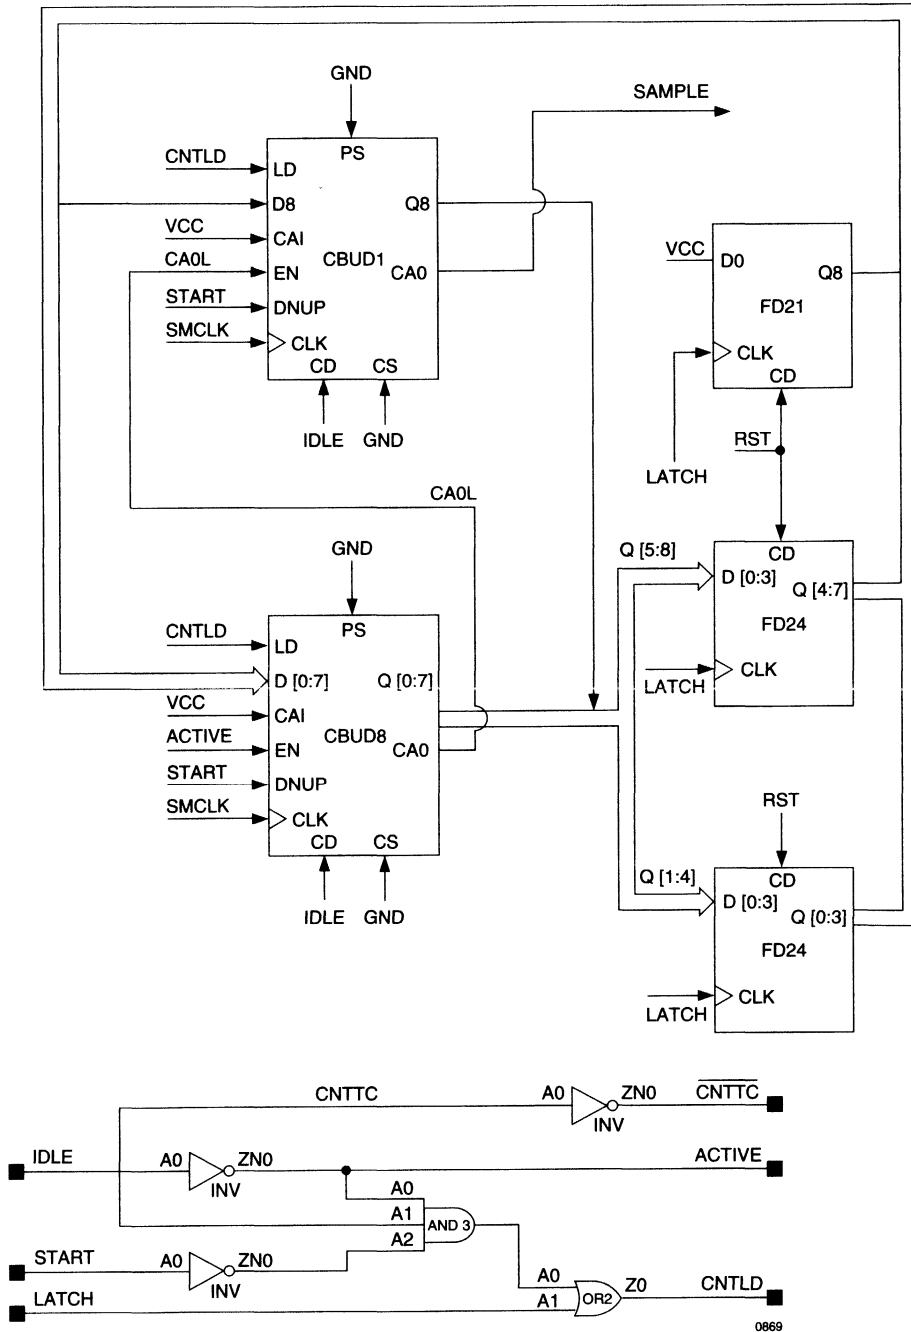 GND
SAMPLE
PS
CNTLD
LD
D8
Q8
VCC
CAI
CBUD1
CA0L
EN
CA0
START
DNUP
SMCLK
CLK
CD CS
IDLE GND
VCC
D0
Q8
FD21
CLK
CD
RST
LATCH
CA0L
GND
PS
CNTLD
LD
D [0:7]
Q [0:7]
VCC
CAI
CBUD8
ACTIVE
EN
CA0
START
DNUP
SMCLK
CLK
CD CS
IDLE GND
Q [5:8]
CD
D [0:3]
Q [4:7]
FD24
CLK
LATCH
RST
Q [1:4]
CD
D [0:3]
Q [0:3]
FD24
CLK
LATCH
CNTTC
A0 ZN0
INV
CNTTC
IDLE
A0 ZN0
INV
ACTIVE
A0
A1
A2
AND 3
START
A0 ZN0
INV
LATCH
A0
A1
OR2
Z0
CNTLD
0869